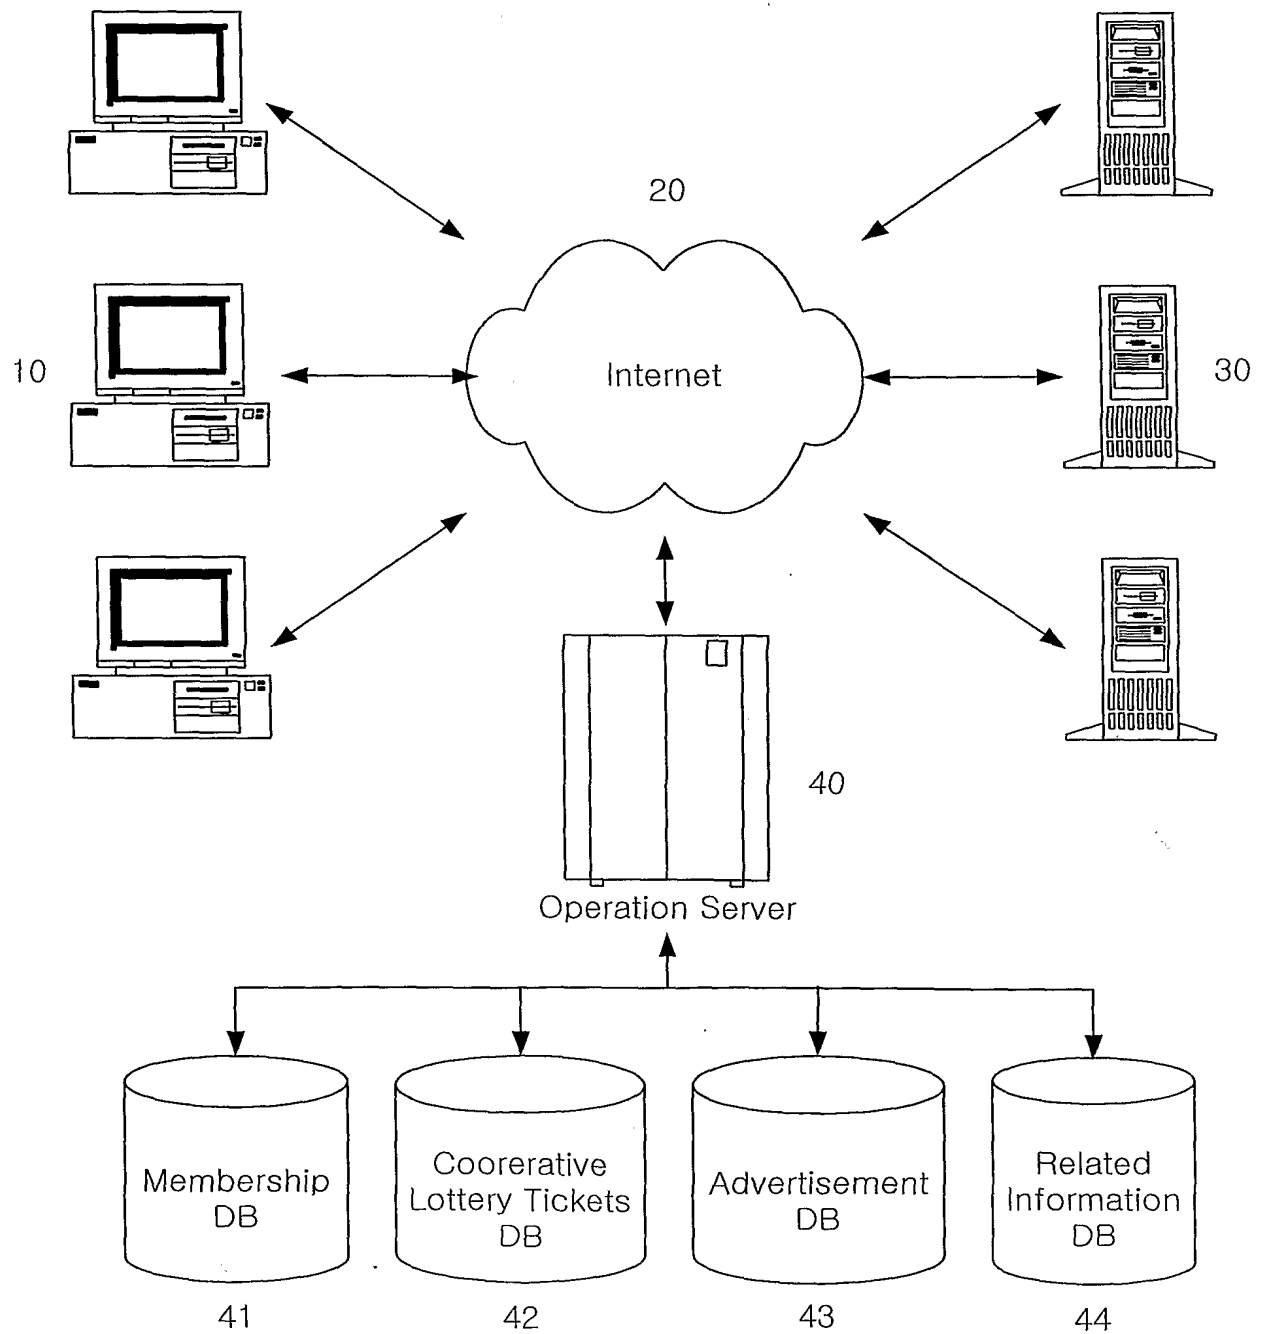 20
10
Internet
30
40
Operation Server
Membership
DB
Coorerative
Lottery Tickets
DB
Advertisement
DB
Related
Information
DB
41
42
43
44